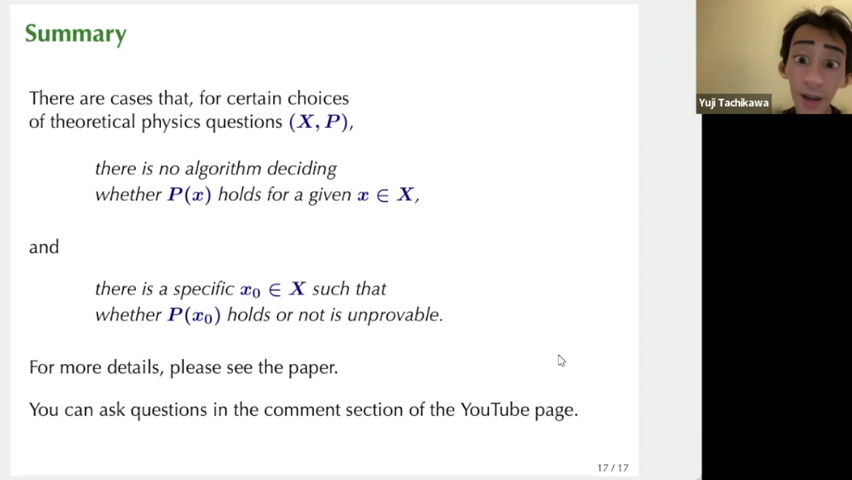 Summary
There are cases that, for certain choices
of theoretical physics questions (X, P),
there is no algorithm deciding
whether P(x) holds for a given x ∈ X,
and
there is a specific x₀ ∈ X such that
whether P(x₀) holds or not is unprovable.
For more details, please see the paper.
You can ask questions in the comment section of the YouTube page.
17 / 17
Yuji Tachikawa